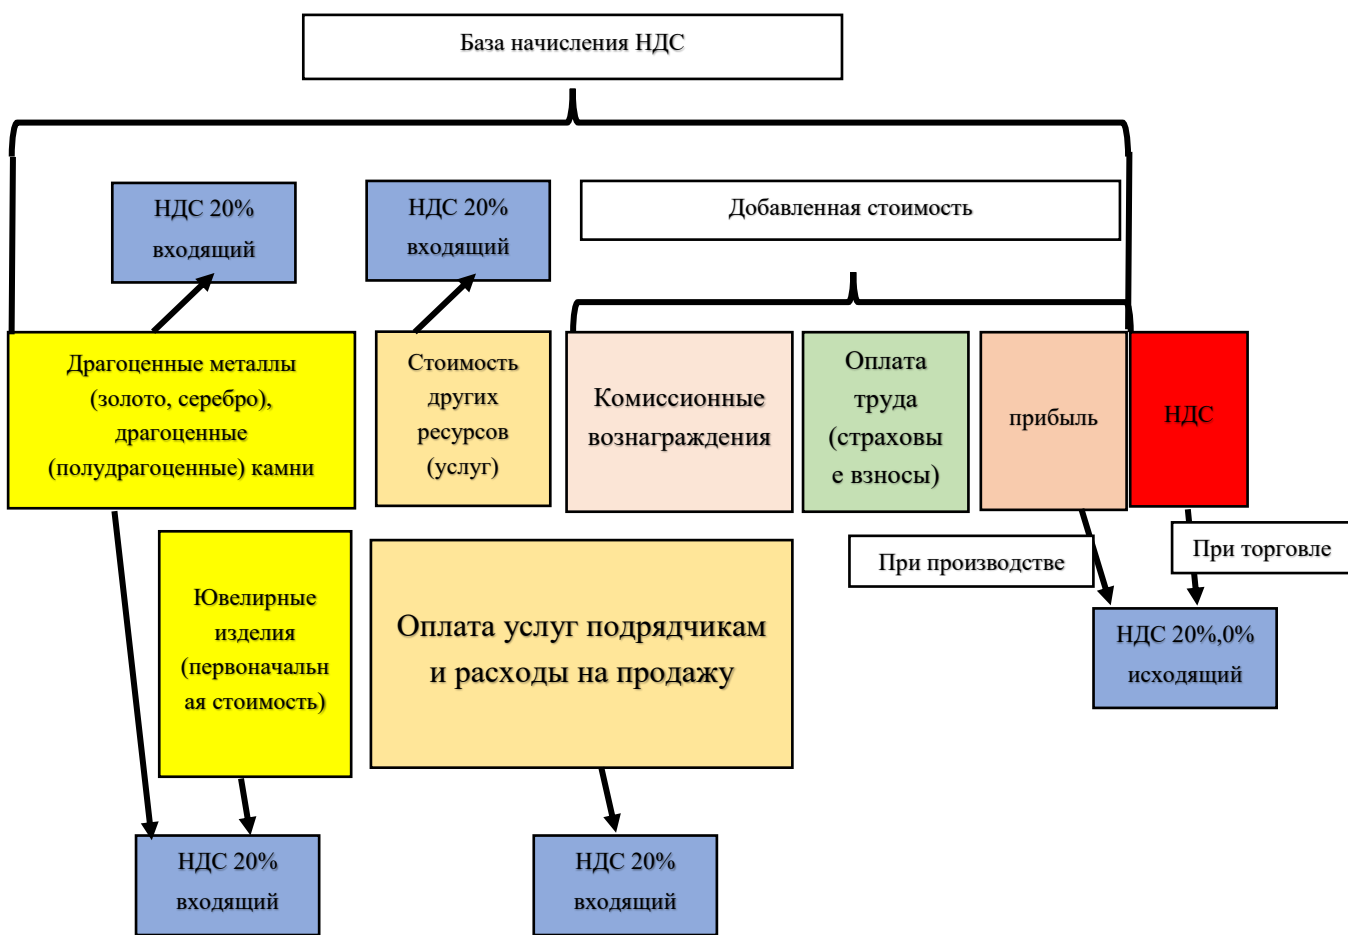 База начисления НДС
НДС 20%
входящий
НДС 20%
входящий
Добавленная стоимость
Драгоценные металлы
(золото, серебро),
драгоценные
(полудрагоценные) камни
Стоимость
других
ресурсов
(услуг)
Комиссионные
вознаграждения
Оплата
труда
(страховы
е взносы)
прибыль
НДС
При производстве
При торговле
Ювелирные
изделия
(первоначальн
ая стоимость)
Оплата услуг подрядчикам
и расходы на продажу
НДС 20%,0%
исходящий
НДС 20%
входящий
НДС 20%
входящий